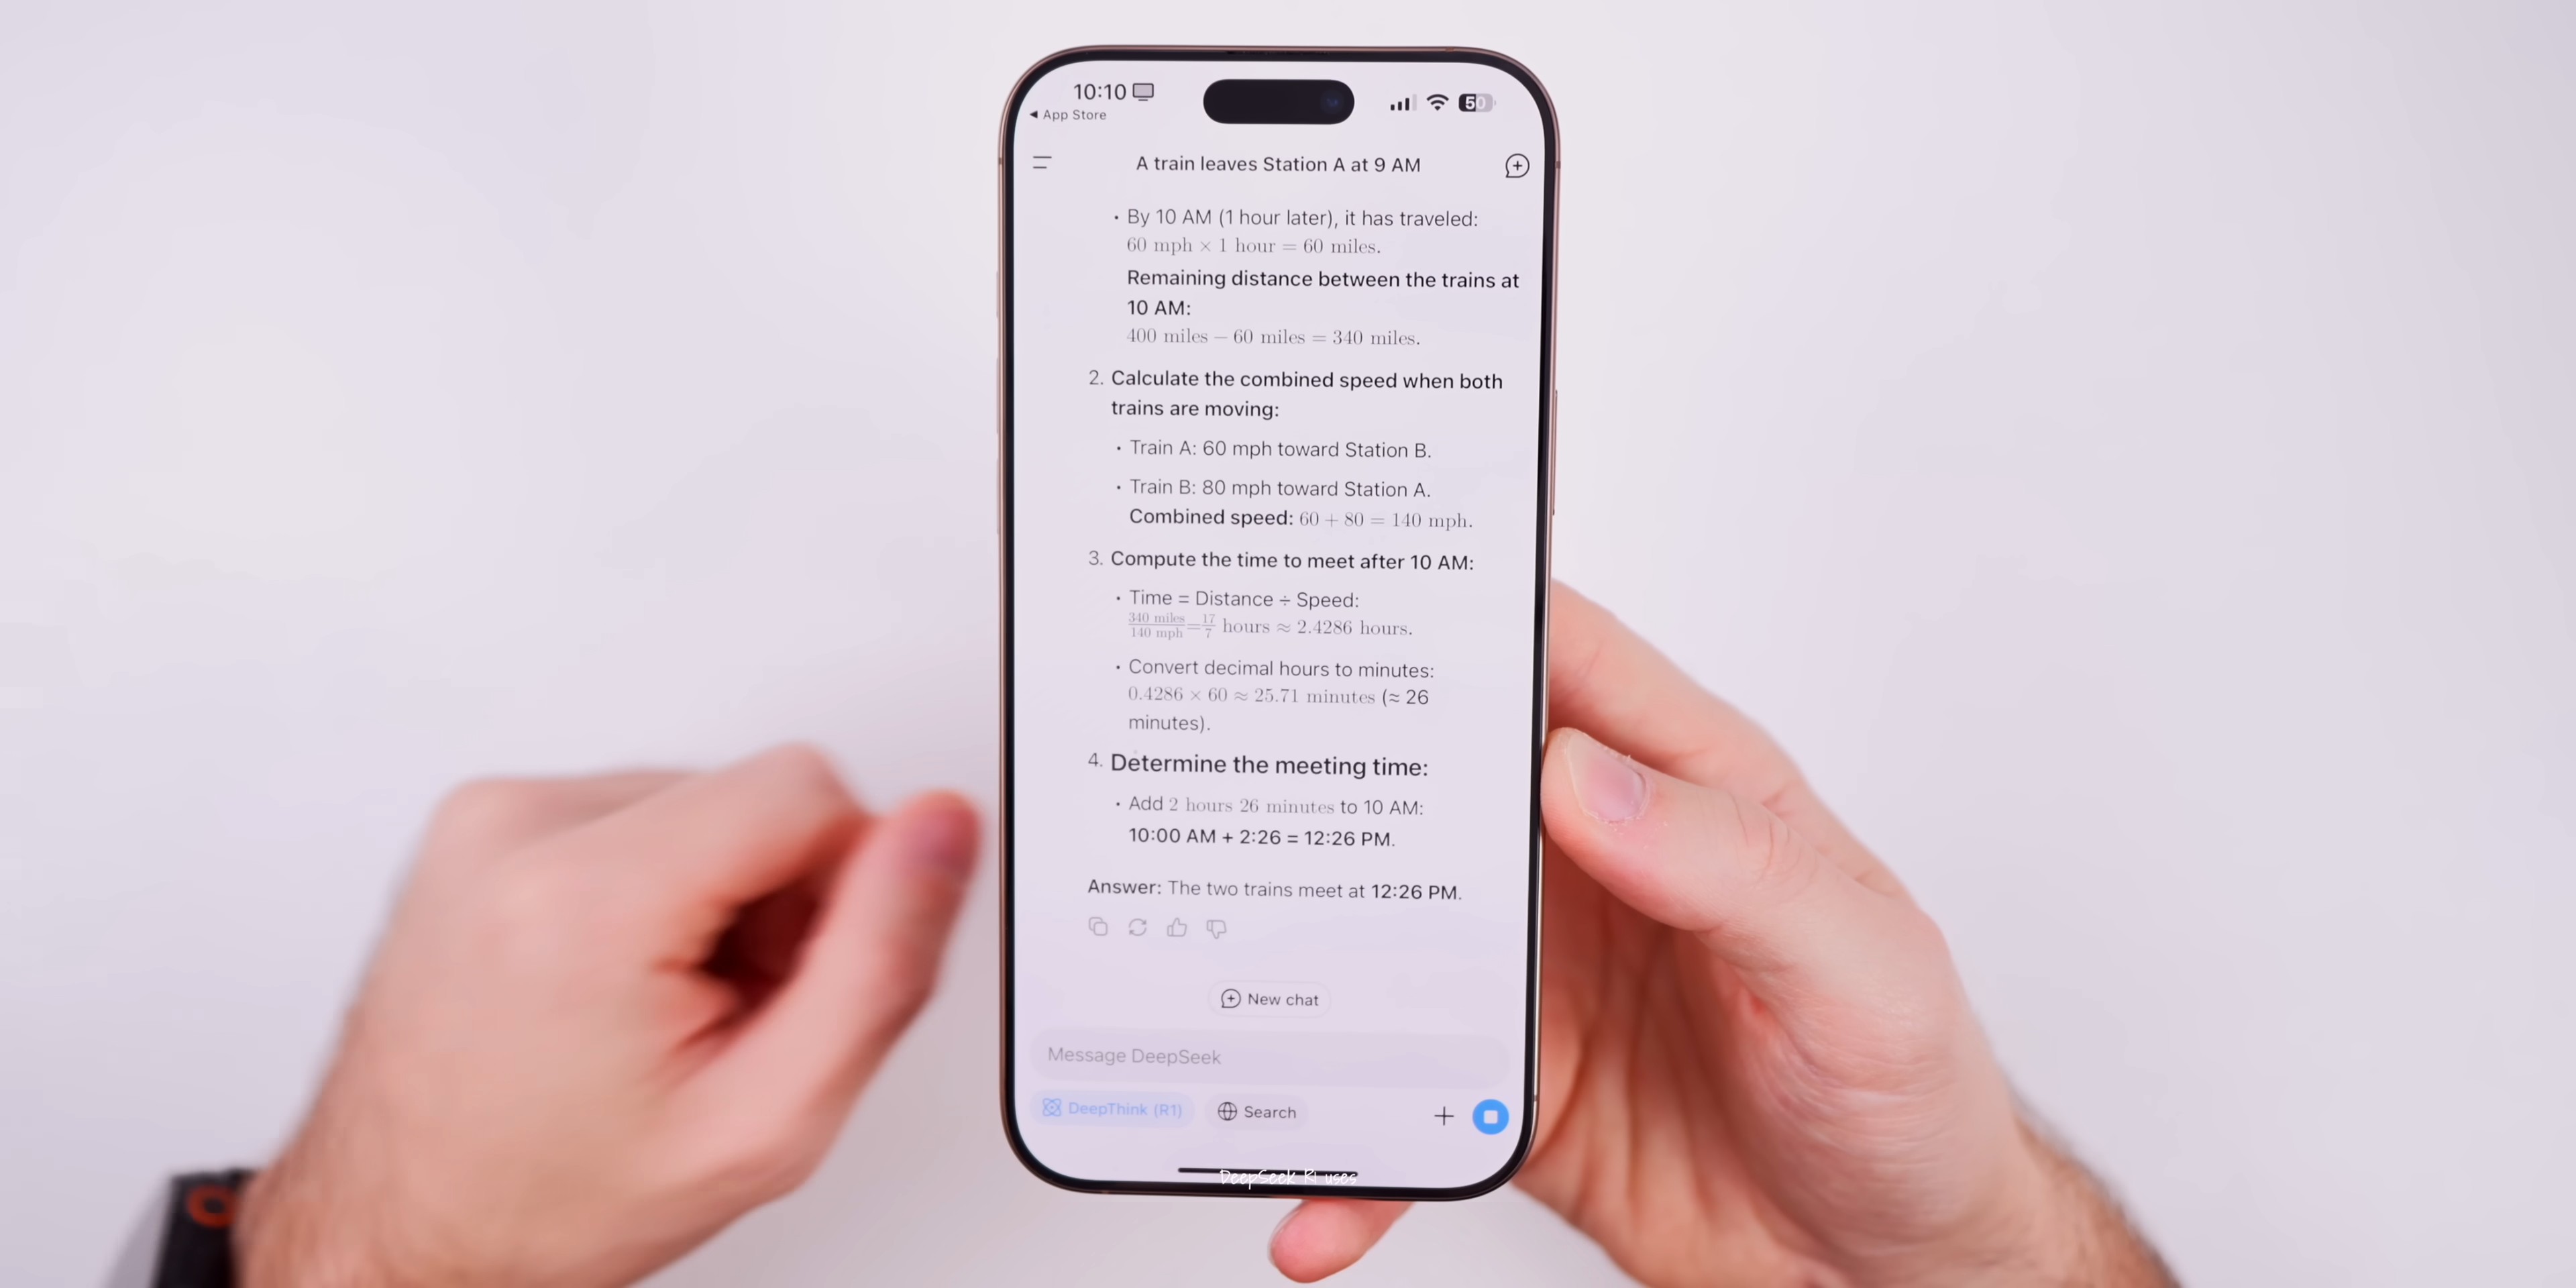 10:10
50
◀ App Store
A train leaves Station A at 9 AM
• By 10 AM (1 hour later), it has traveled:
60 mph × 1 hour = 60 miles.
Remaining distance between the trains at
10 AM:
400 miles − 60 miles = 340 miles.
2. Calculate the combined speed when both
trains are moving:
• Train A: 60 mph toward Station B.
• Train B: 80 mph toward Station A.
Combined speed: 60 + 80 = 140 mph.
3. Compute the time to meet after 10 AM:
• Time = Distance ÷ Speed:
340 miles/140 mph = 17/7 hours ≈ 2.4286 hours.
• Convert decimal hours to minutes:
0.4286 × 60 ≈ 25.71 minutes (≈ 26
minutes).
4. Determine the meeting time:
• Add 2 hours 26 minutes to 10 AM:
10:00 AM + 2:26 = 12:26 PM.
Answer: The two trains meet at 12:26 PM.
New chat
Message DeepSeek
DeepThink (R1)
Search
DeepSeek R1 uses